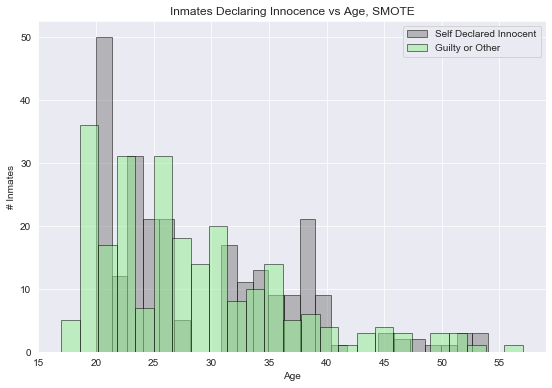 Inmates Declaring Innocence vs Age, SMOTE
Self Declared Innocent
Guilty or Other
# Inmates
50
40
30
20
10
0
15 20 25 30 35 40 45 50 55
Age